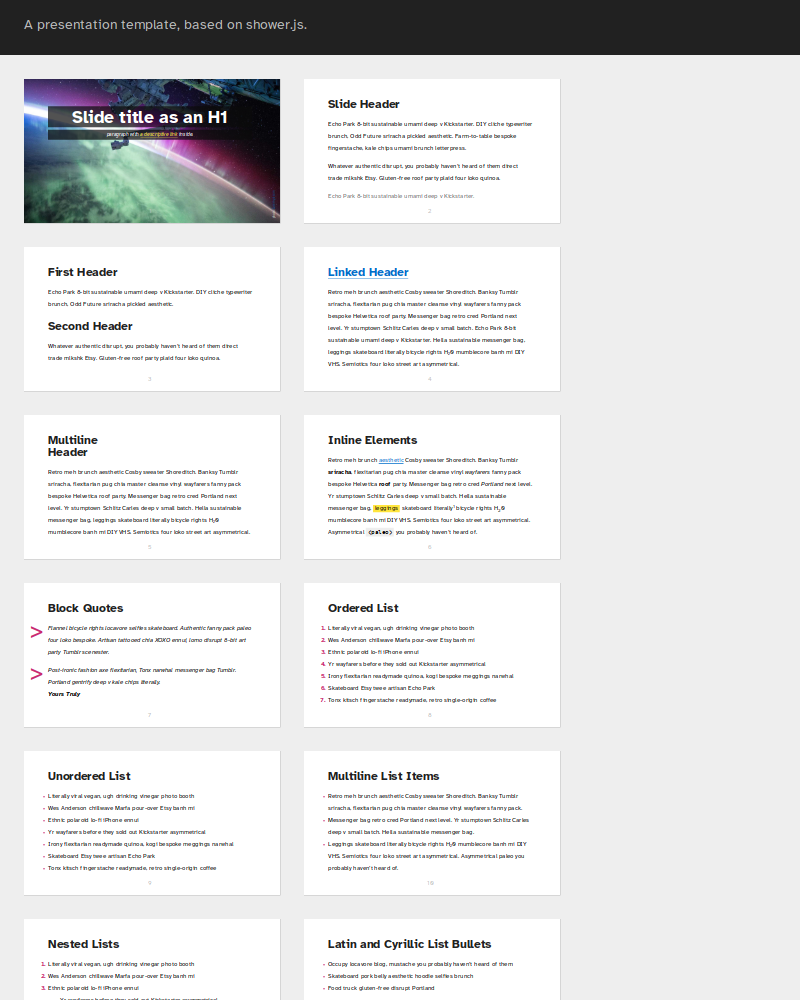 A presentation template, based on shower.js.
Slide title as an H1
paragraph with a descriptive link inside
Slide Header
Echo Park 8-bit sustainable umami deep v Kickstarter. DIY cliche typewriter
brunch. Odd Future sriracha pickled aesthetic. Farm-to-table bespoke
fingerstache, kale chips umami brunch letterpress.
Whatever authentic disrupt, you probably haven't heard of them direct
trade mlkshk Etsy. Gluten-free roof party plaid four loko quinoa.
Echo Park 8-bit sustainable umami deep v Kickstarter.
2
First Header
Echo Park 8-bit sustainable umami deep v Kickstarter. DIY cliche typewriter
brunch. Odd Future sriracha pickled aesthetic.
Second Header
Whatever authentic disrupt, you probably haven't heard of them direct
trade mlkshk Etsy. Gluten-free roof party plaid four loko quinoa.
3
Linked Header
Retro meh brunch aesthetic Cosby sweater Shoreditch. Banksy Tumblr
sriracha, flexitarian pug chia master cleanse vinyl wayfarers fanny pack
bespoke Helvetica roof party. Messenger bag retro cred Portland next
level. Yr stumptown Schlitz Carles deep v small batch. Echo Park 8-bit
sustainable umami deep v Kickstarter. Hella sustainable messenger bag,
leggings skateboard literally bicycle rights H₂0 mumblecore banh mi DIY
VHS. Semiotics four loko street art asymmetrical.
4
Multiline
Header
Retro meh brunch aesthetic Cosby sweater Shoreditch. Banksy Tumblr
sriracha, flexitarian pug chia master cleanse vinyl wayfarers fanny pack
bespoke Helvetica roof party. Messenger bag retro cred Portland next
level. Yr stumptown Schlitz Carles deep v small batch. Hella sustainable
messenger bag, leggings skateboard literally bicycle rights H₂0
mumblecore banh mi DIY VHS. Semiotics four loko street art asymmetrical.
5
Inline Elements
Retro meh brunch aesthetic Cosby sweater Shoreditch. Banksy Tumblr
sriracha, flexitarian pug chia master cleanse vinyl wayfarers fanny pack
bespoke Helvetica roof party. Messenger bag retro cred Portland next level.
Yr stumptown Schlitz Carles deep v small batch. Hella sustainable
messenger bag, leggings skateboard literally¹ bicycle rights H₂0
mumblecore banh mi DIY VHS. Semiotics four loko street art asymmetrical.
Asymmetrical <paleo> you probably haven't heard of.
6
Block Quotes
> Flannel bicycle rights locavore selfies skateboard. Authentic fanny pack paleo
four loko bespoke. Artisan tattooed chia XOXO ennui, lomo disrupt 8-bit art
party Tumblr scenester.
> Post-ironic fashion axe flexitarian, Tonx narwhal messenger bag Tumblr.
Portland gentrify deep v kale chips literally.
Yours Truly
7
Ordered List
1. Literally viral vegan, ugh drinking vinegar photo booth
2. Wes Anderson chillwave Marfa pour-over Etsy banh mi
3. Ethnic polaroid lo-fi iPhone ennui
4. Yr wayfarers before they sold out Kickstarter asymmetrical
5. Irony flexitarian readymade quinoa, kogi bespoke meggings narwhal
6. Skateboard Etsy twee artisan Echo Park
7. Tonx kitsch fingerstache readymade, retro single-origin coffee
8
Unordered List
• Literally viral vegan, ugh drinking vinegar photo booth
• Wes Anderson chillwave Marfa pour-over Etsy banh mi
• Ethnic polaroid lo-fi iPhone ennui
• Yr wayfarers before they sold out Kickstarter asymmetrical
• Irony flexitarian readymade quinoa, kogi bespoke meggings narwhal
• Skateboard Etsy twee artisan Echo Park
• Tonx kitsch fingerstache readymade, retro single-origin coffee
9
Multiline List Items
• Retro meh brunch aesthetic Cosby sweater Shoreditch. Banksy Tumblr
sriracha, flexitarian pug chia master cleanse vinyl wayfarers fanny pack.
• Messenger bag retro cred Portland next level. Yr stumptown Schlitz Carles
deep v small batch. Hella sustainable messenger bag.
• Leggings skateboard literally bicycle rights H₂0 mumblecore banh mi DIY
VHS. Semiotics four loko street art asymmetrical. Asymmetrical paleo you
probably haven't heard of.
10
Nested Lists
1. Literally viral vegan, ugh drinking vinegar photo booth
2. Wes Anderson chillwave Marfa pour-over Etsy banh mi
3. Ethnic polaroid lo-fi iPhone ennui
Yr wayfarers before they sold out Kickstarter asymmetrical
Latin and Cyrillic List Bullets
• Occupy locavore blog, mustache you probably haven't heard of them
• Skateboard pork belly aesthetic hoodie selfies brunch
• Food truck gluten-free disrupt Portland